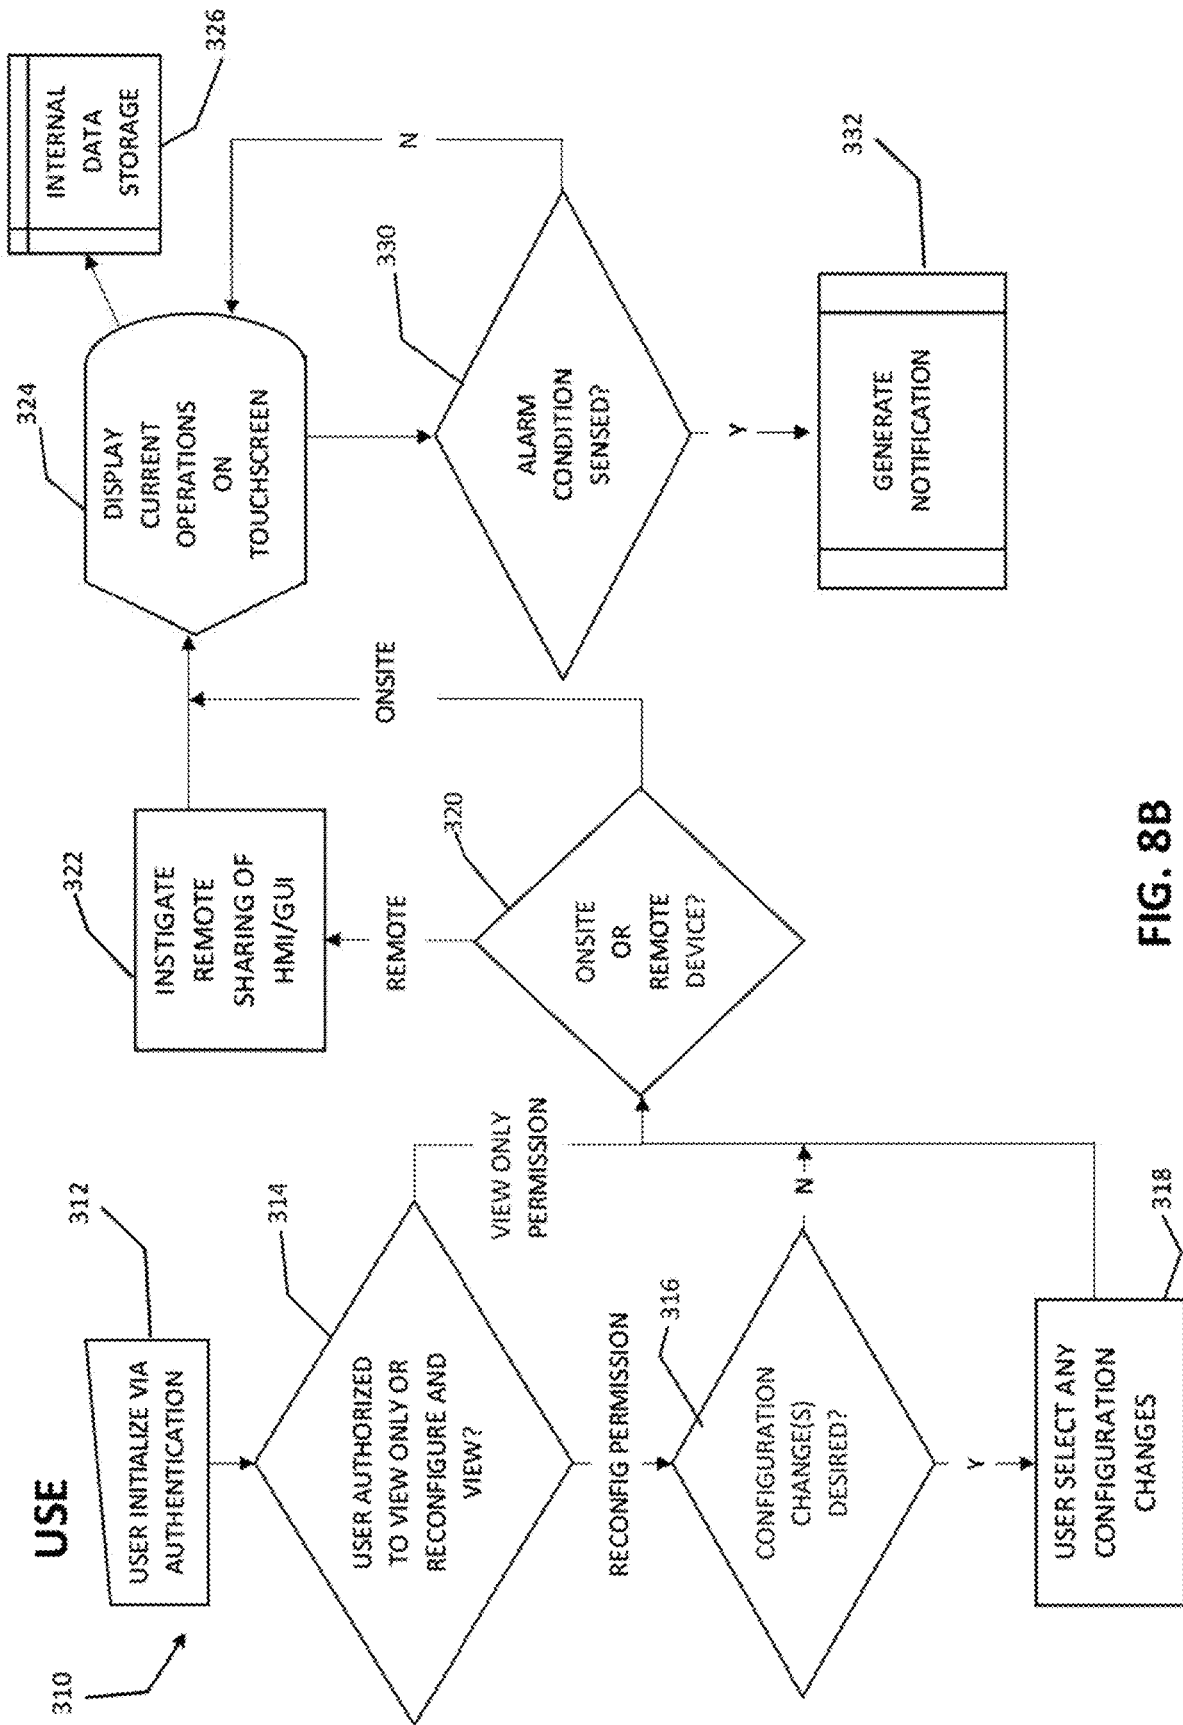 USE
310
312
USER INITIALIZE VIA
AUTHENTICATION
314
USER AUTHORIZED
TO VIEW ONLY OR
RECONFIGURE AND
VIEW?
VIEW ONLY
PERMISSION
RECONFIG PERMISSION
316
CONFIGURATION
CHANGE(S)
DESIRED?
N
Y
318
USER SELECT ANY
CONFIGURATION
CHANGES
320
ONSITE
OR
REMOTE
DEVICE?
REMOTE
ONSITE
322
INSTIGATE
REMOTE
SHARING OF
HMI/GUI
324
DISPLAY
CURRENT
OPERATIONS
ON
TOUCHSCREEN
326
INTERNAL
DATA
STORAGE
330
ALARM
CONDITION
SENSED?
N
Y
332
GENERATE
NOTIFICATION
FIG. 8B